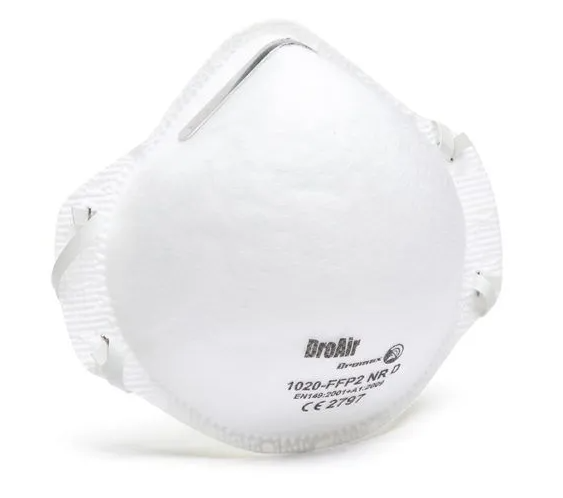 DroAir
Dromex
1020-FFP2 NR D
EN149:2001+A1:2009
CE 2797